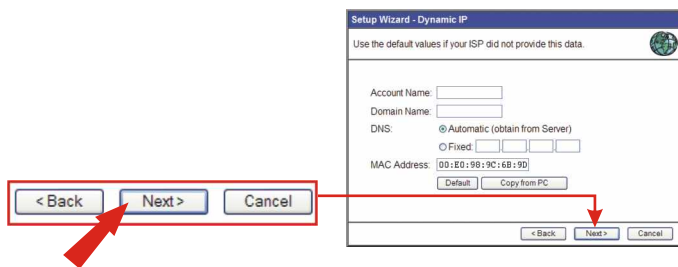 Setup Wizard - Dynamic IP
Use the default values if your ISP did not provide this data.
Account Name:
Domain Name:
DNS: Automatic (obtain from Server)
Fixed: . . .
MAC Address: 00:E0:98:9C:6B:9D
Default Copy from PC
< Back Next > Cancel
< Back Next > Cancel